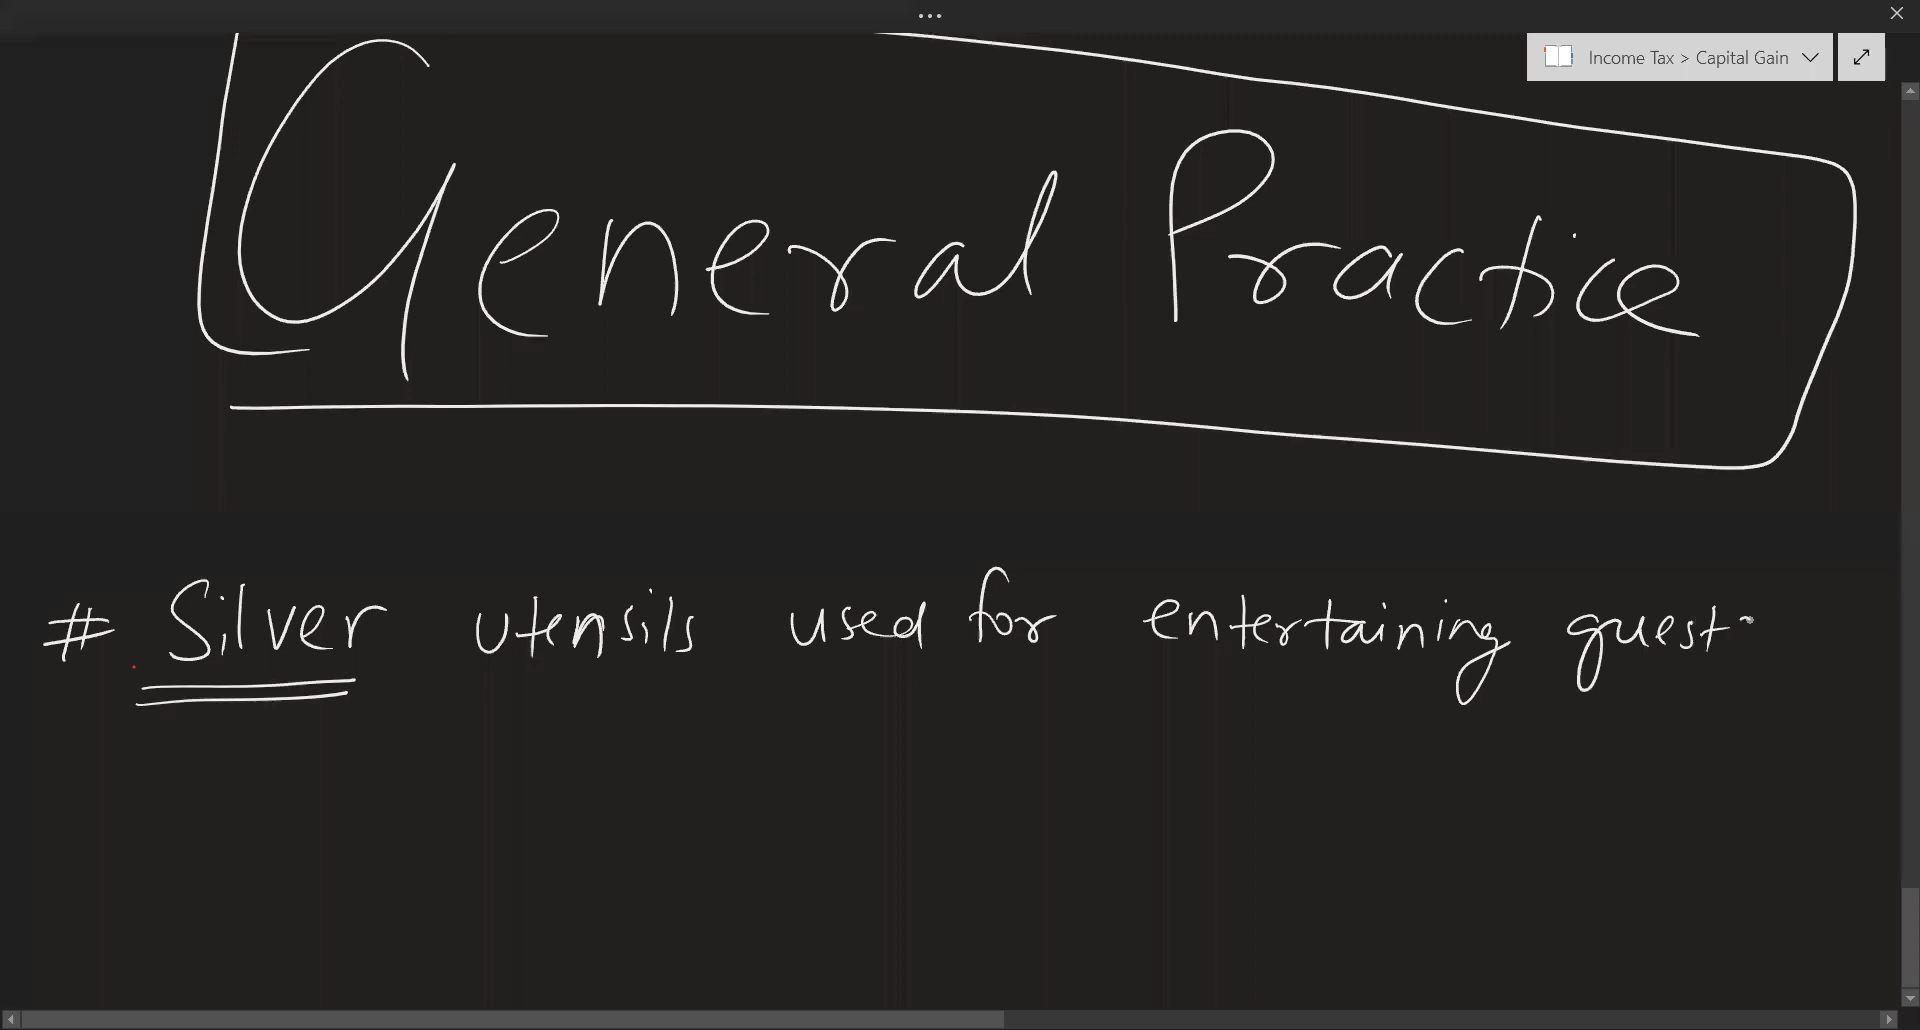 Income Tax > Capital Gain
General Practice
# Silver utensils used for entertaining guest